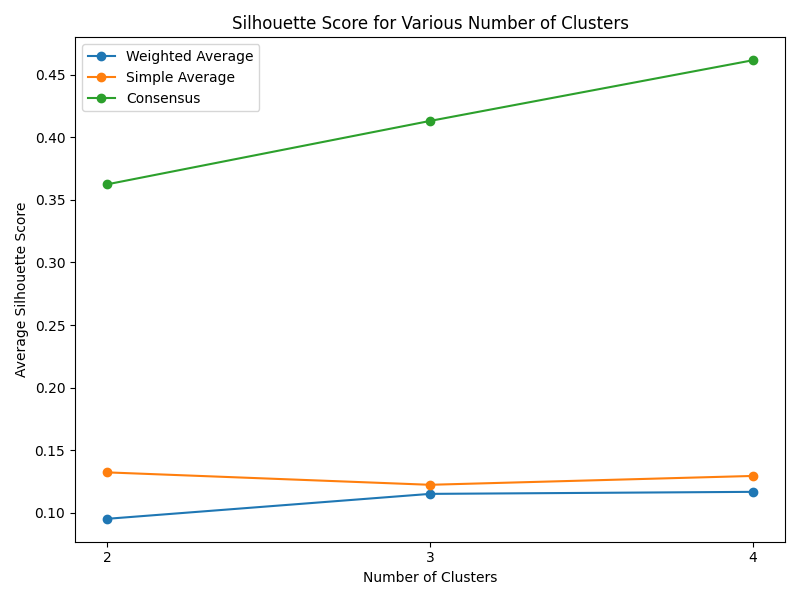 Silhouette Score for Various Number of Clusters
Weighted Average
Simple Average
Consensus
Average Silhouette Score
0.45
0.40
0.35
0.30
0.25
0.20
0.15
0.10
2 3 4
Number of Clusters